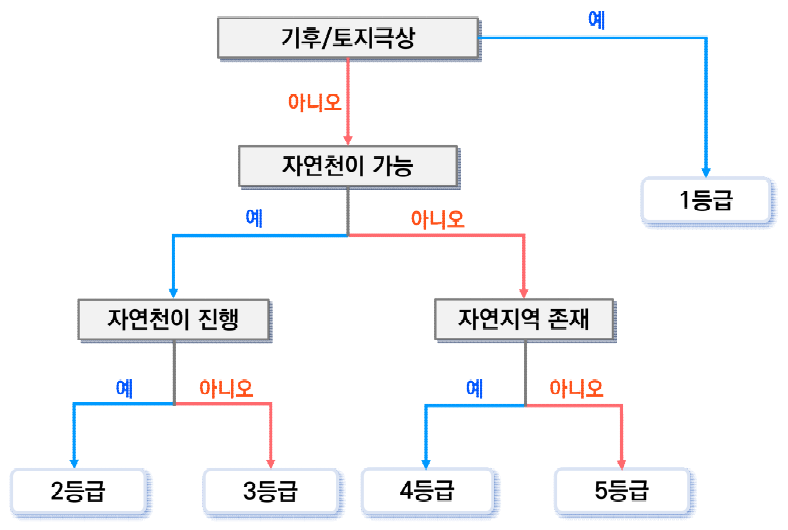 예
기후/토지극상
아니오
자연천이 가능
1등급
예
아니오
자연천이 진행
자연지역 존재
예
아니오
예
아니오
2등급
3등급
4등급
5등급